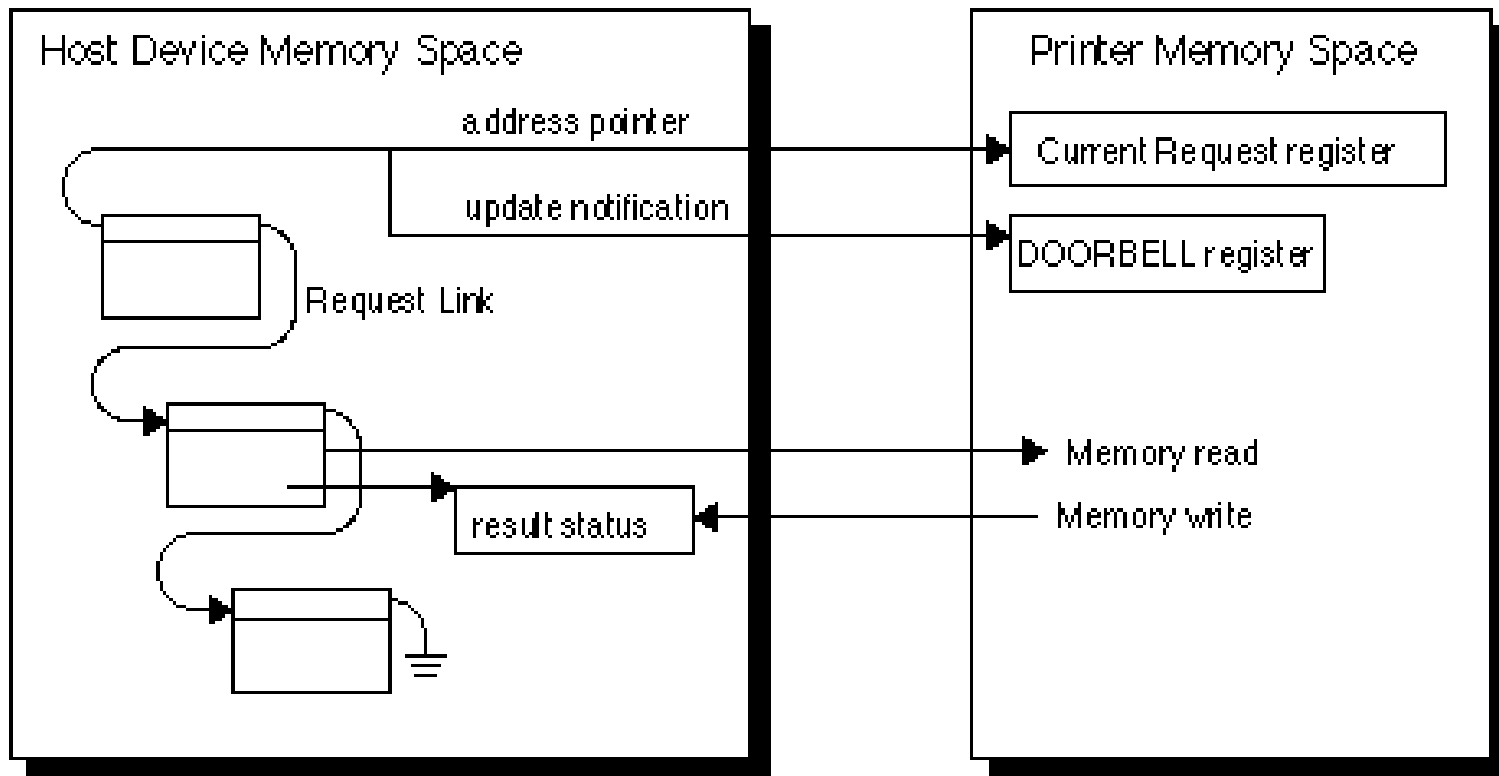 Host Device Memory Space
Printer Memory Space
address pointer
Current Request register
update notification
DOORBELL register
Request Link
Memory read
result status
Memory write